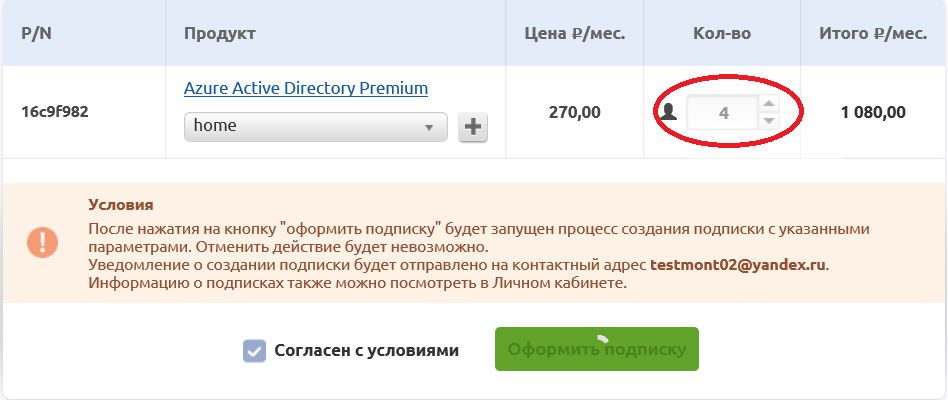 P/N Продукт Цена ₽/мес. Кол-во Итого ₽/мес.
Azure Active Directory Premium
16c9f982 home 270,00 4 1 080,00
Условия
После нажатия на кнопку "оформить подписку" будет запущен процесс создания подписки с указанными
параметрами. Отменить действие будет невозможно.
Уведомление о создании подписки будет отправлено на контактный адрес testmont02@yandex.ru.
Информацию о подписках также можно посмотреть в Личном кабинете.
Согласен с условиями Оформить подписку